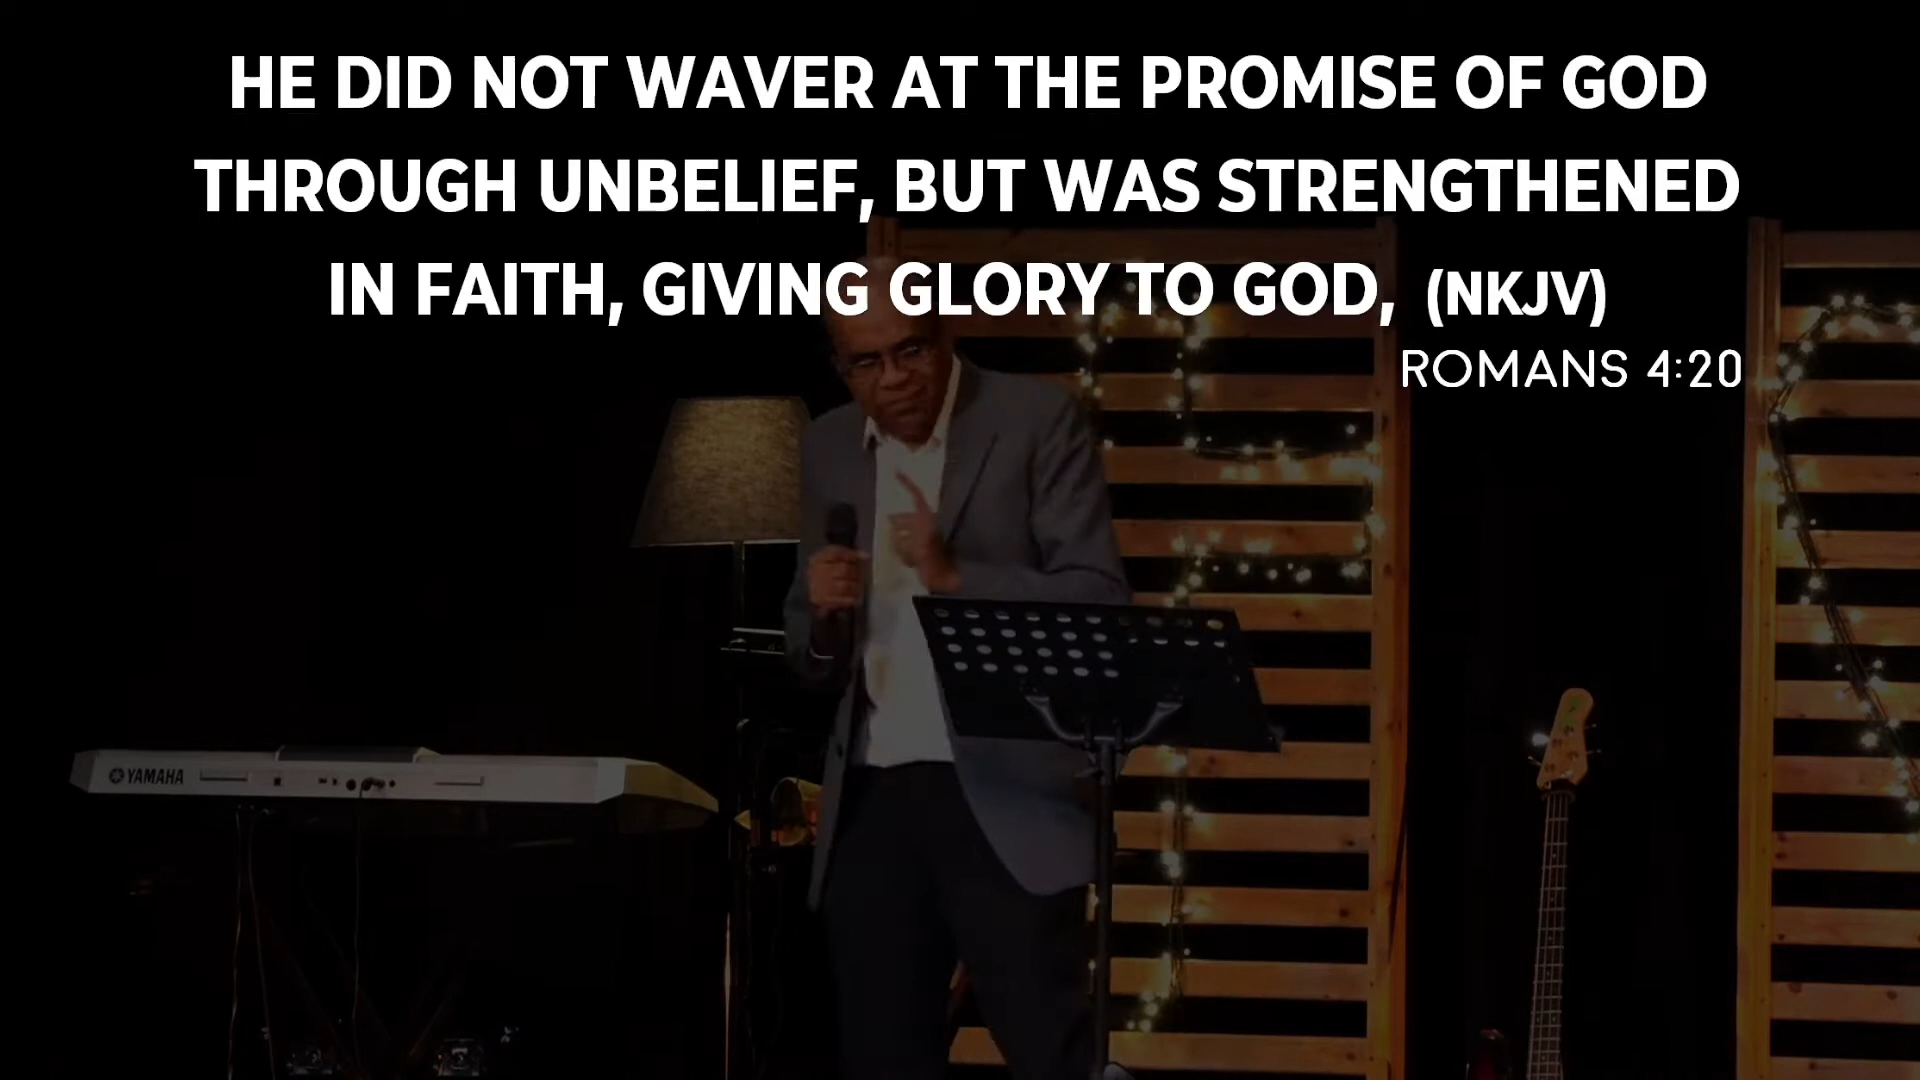 HE DID NOT WAVER AT THE PROMISE OF GOD
THROUGH UNBELIEF, BUT WAS STRENGTHENED
IN FAITH, GIVING GLORY TO GOD, (NKJV)
ROMANS 4:20
YAMAHA